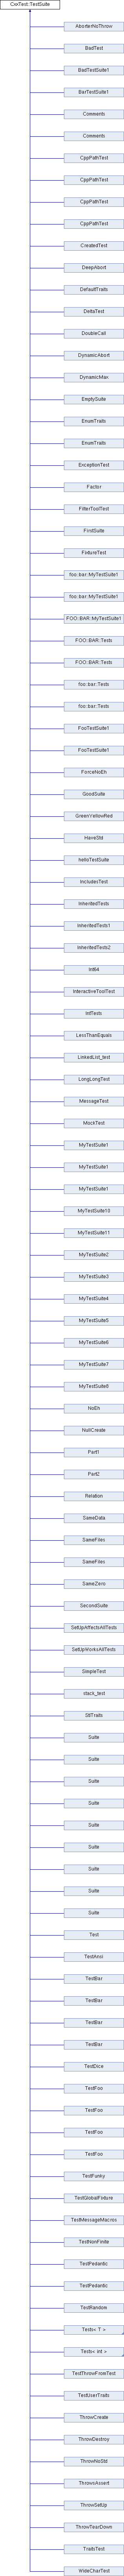 CxxTest::TestSuite
AborterNoThrow
BadTest
BadTestSuite1
BarTestSuite1
Comments
Comments
CppPathTest
CppPathTest
CppPathTest
CppPathTest
CreatedTest
DeepAbort
DefaultTraits
DeltaTest
DoubleCall
DynamicAbort
DynamicMax
EmptySuite
EnumTraits
EnumTraits
ExceptionTest
Factor
FilterToolTest
FirstSuite
FixtureTest
foo::bar::MyTestSuite1
foo::bar::MyTestSuite1
FOO::BAR::MyTestSuite1
FOO::BAR::Tests
FOO::BAR::Tests
foo::bar::Tests
foo::bar::Tests
FooTestSuite1
FooTestSuite1
ForceNoEh
GoodSuite
GreenYellowRed
HaveStd
helloTestSuite
IncludesTest
InheritedTests
InheritedTests1
InheritedTests2
Int64
InteractiveToolTest
IntTests
LessThanEquals
LinkedList_test
LongLongTest
MessageTest
MockTest
MyTestSuite1
MyTestSuite1
MyTestSuite1
MyTestSuite10
MyTestSuite11
MyTestSuite2
MyTestSuite3
MyTestSuite4
MyTestSuite5
MyTestSuite6
MyTestSuite7
MyTestSuite8
NoEh
NullCreate
Part1
Part2
Relation
SameData
SameFiles
SameFiles
SameZero
SecondSuite
SetUpAffectsAllTests
SetUpWorksAllTests
SimpleTest
stack_test
StlTraits
Suite
Suite
Suite
Suite
Suite
Suite
Suite
Suite
Suite
Test
TestAnsi
TestBar
TestBar
TestBar
TestBar
TestDice
TestFoo
TestFoo
TestFoo
TestFoo
TestFunky
TestGlobalFixture
TestMessageMacros
TestNonFinite
TestPedantic
TestPedantic
TestRandom
Tests< T >
Tests< int >
TestThrowFromTest
TestUserTraits
ThrowCreate
ThrowDestroy
ThrowNoStd
ThrowsAssert
ThrowSetUp
ThrowTearDown
TraitsTest
WideCharTest